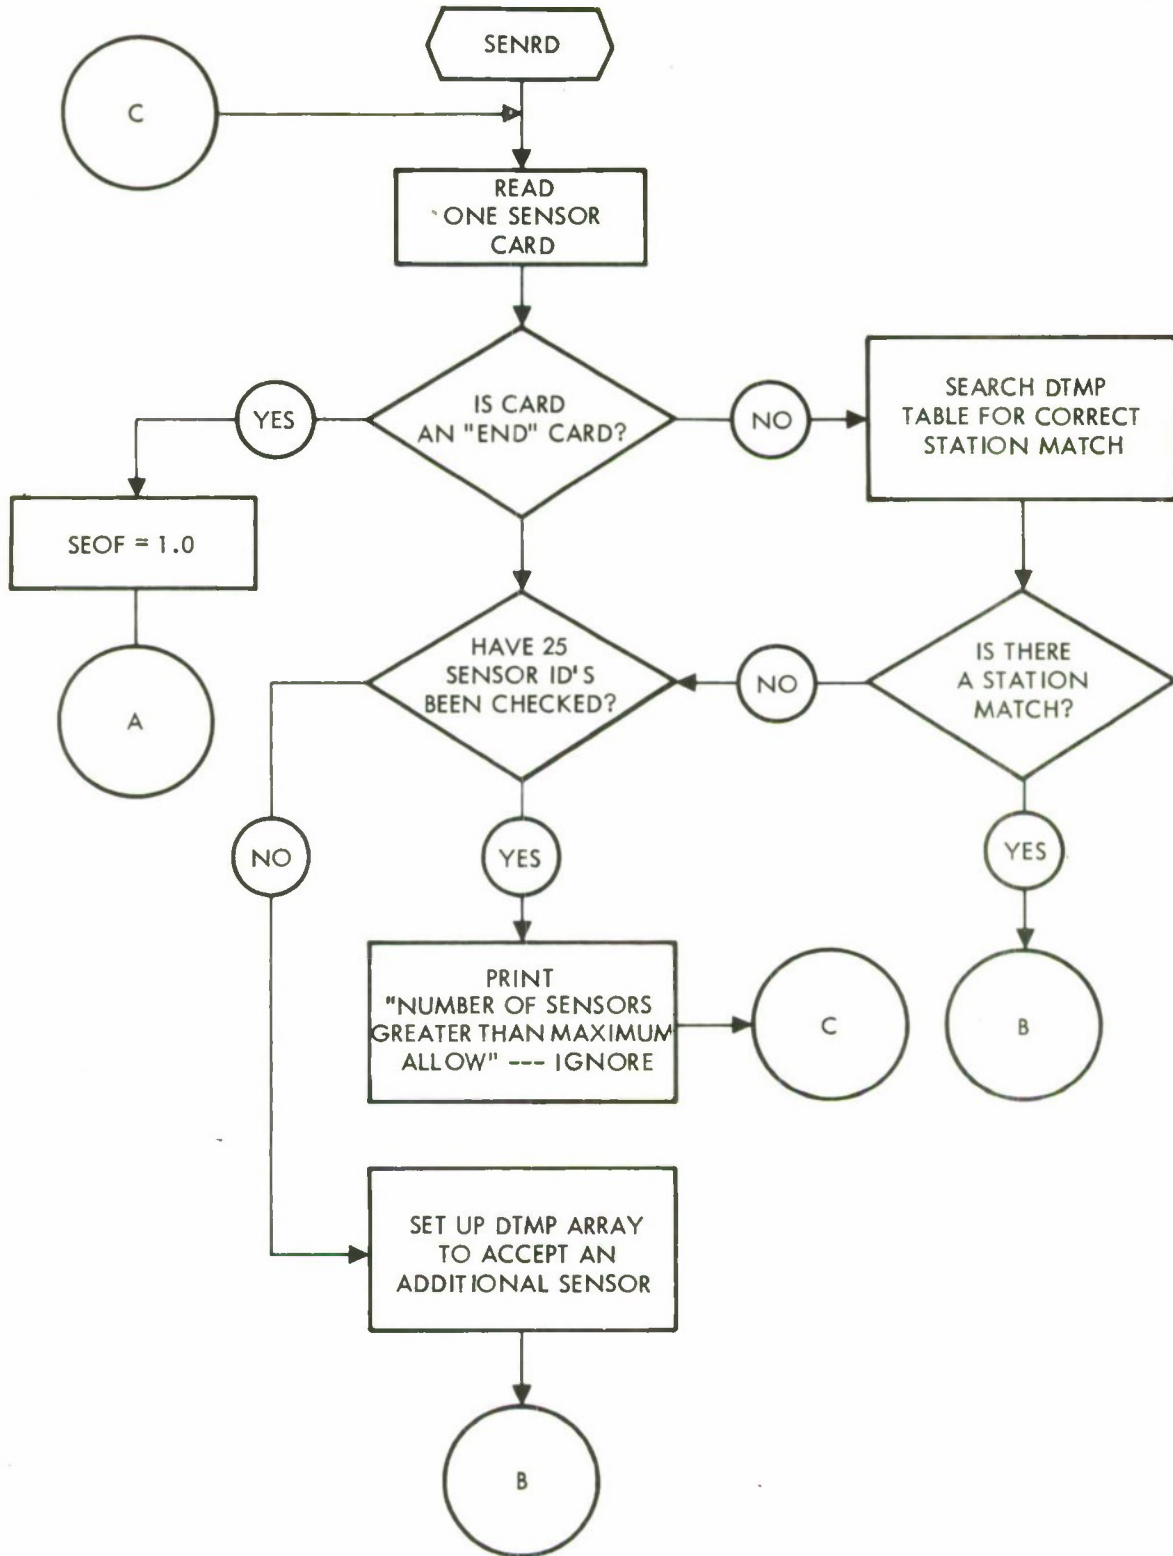 SENRD
C
READ
ONE SENSOR
CARD
IS CARD
AN "END" CARD?
YES
NO
SEARCH DTMP
TABLE FOR CORRECT
STATION MATCH
SEOF = 1.0
A
HAVE 25
SENSOR ID'S
BEEN CHECKED?
NO
IS THERE
A STATION
MATCH?
NO
YES
YES
PRINT
"NUMBER OF SENSORS
GREATER THAN MAXIMUM
ALLOW" --- IGNORE
C
B
SET UP DTMP ARRAY
TO ACCEPT AN
ADDITIONAL SENSOR
B